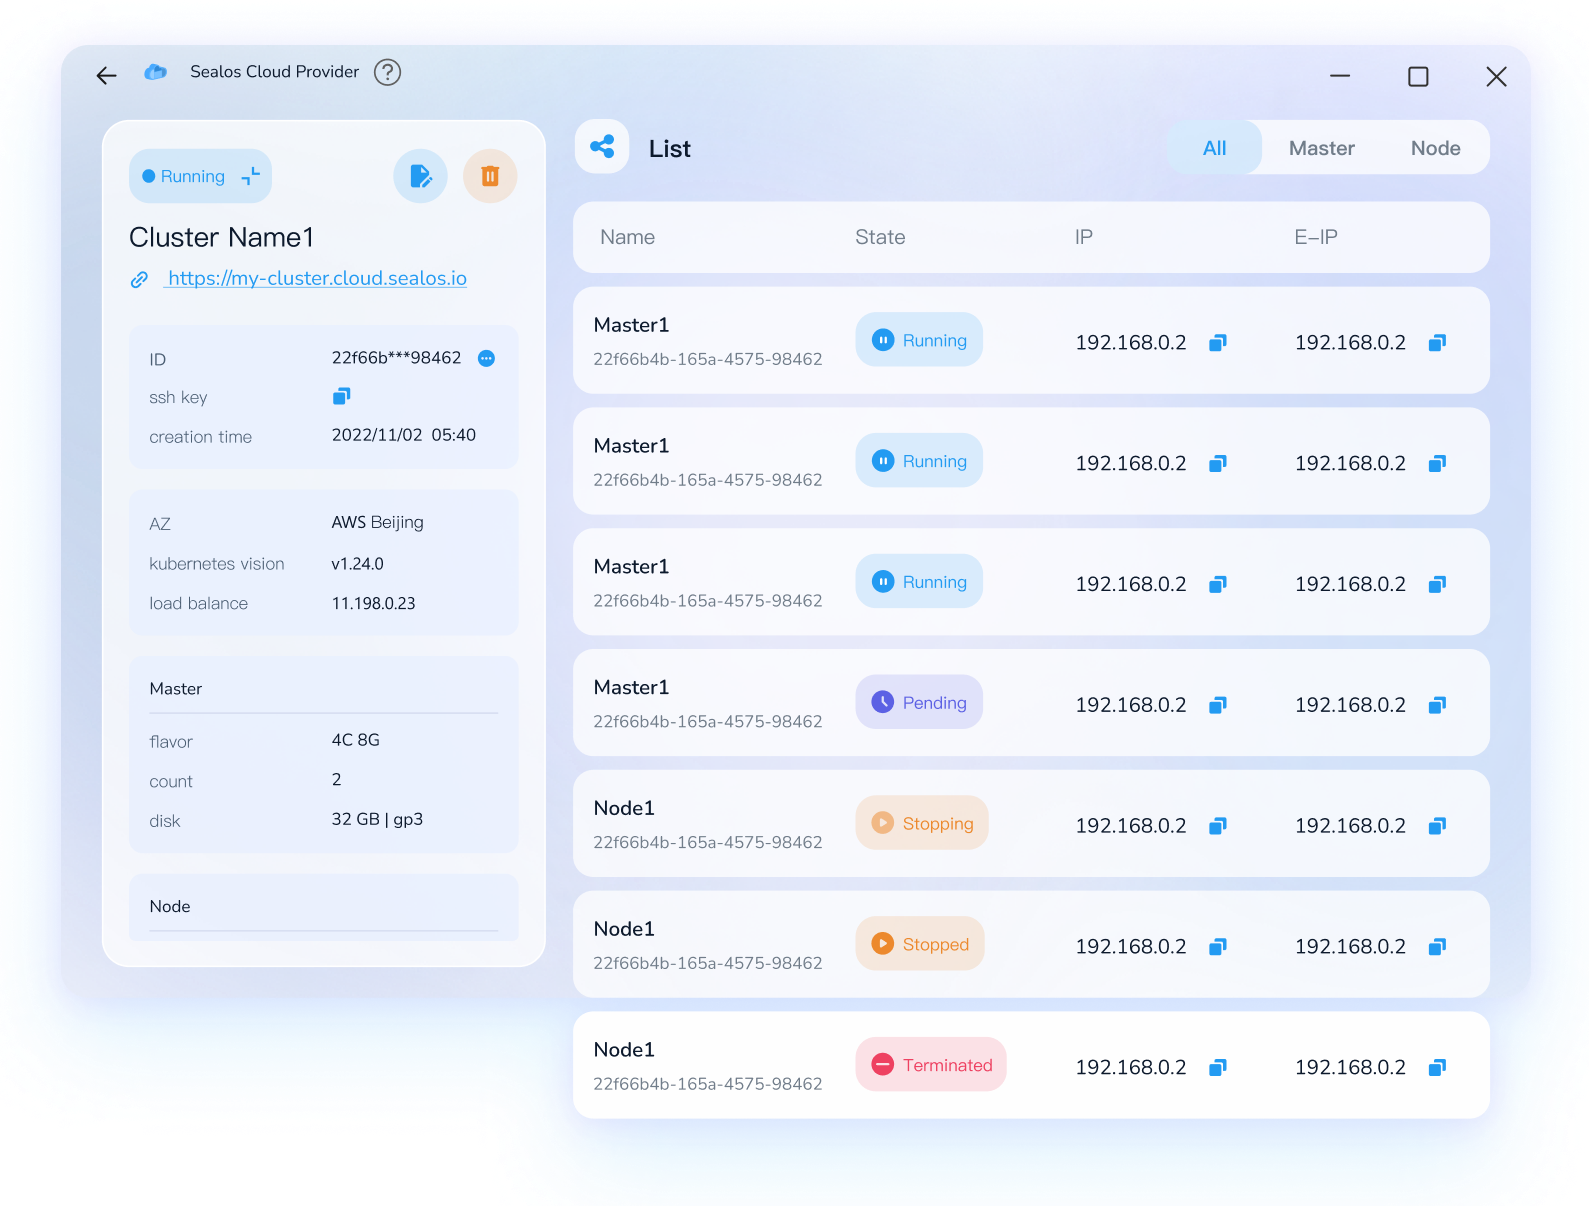 Sealos Cloud Provider ?
Running
Cluster Name1
https://my-cluster.cloud.sealos.io
ID 22f66b***98462
ssh key
creation time 2022/11/02 05:40
AZ AWS Beijing
kubernetes vision v1.24.0
load balance 11.198.0.23
Master
flavor 4C 8G
count 2
disk 32 GB | gp3
Node
List
All Master Node
Name State IP E-IP
Master1
22f66b4b-165a-4575-98462
Running 192.168.0.2 192.168.0.2
Master1
22f66b4b-165a-4575-98462
Running 192.168.0.2 192.168.0.2
Master1
22f66b4b-165a-4575-98462
Running 192.168.0.2 192.168.0.2
Master1
22f66b4b-165a-4575-98462
Pending 192.168.0.2 192.168.0.2
Node1
22f66b4b-165a-4575-98462
Stopping 192.168.0.2 192.168.0.2
Node1
22f66b4b-165a-4575-98462
Stopped 192.168.0.2 192.168.0.2
Node1
22f66b4b-165a-4575-98462
Terminated 192.168.0.2 192.168.0.2